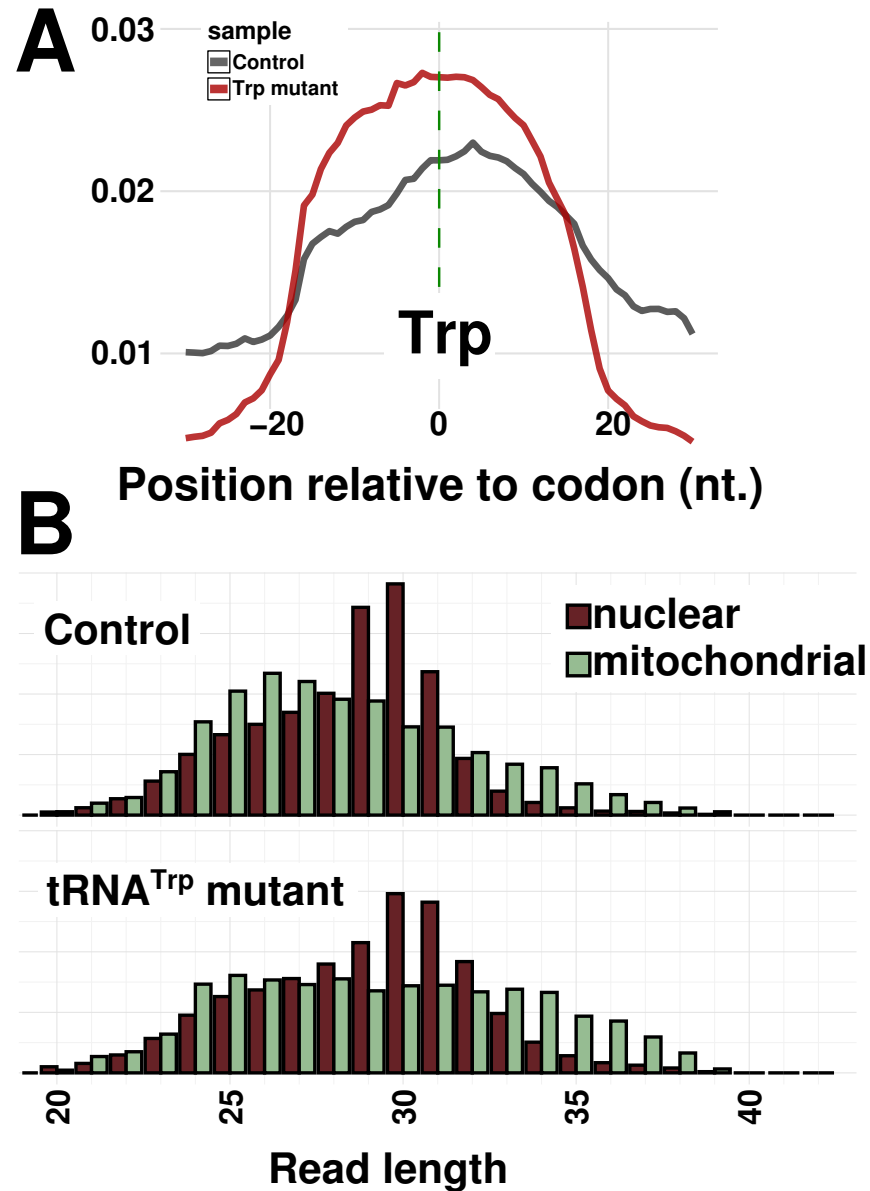 A
0.03
sample
Control
Trp mutant
0.02
Trp
0.01
−20 0 20
Position relative to codon (nt.)
B
Control
nuclear
mitochondrial
tRNATrp mutant
20 25 30 35 40
Read length